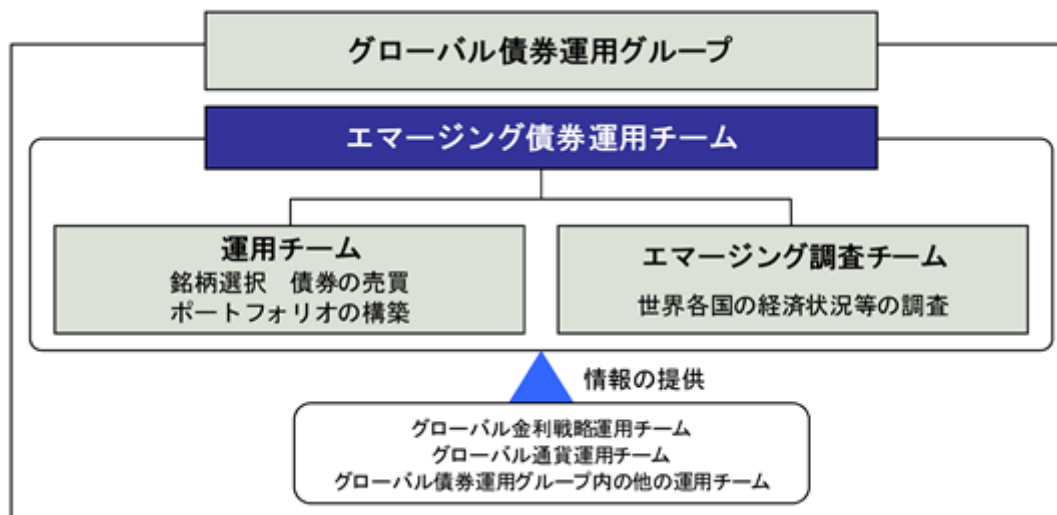 グローバル債券運用グループ
エマージング債券運用チーム
運用チーム
銘柄選択　債券の売買
ポートフォリオの構築
エマージング調査チーム
世界各国の経済状況等の調査
情報の提供
グローバル金利戦略運用チーム
グローバル通貨運用チーム
グローバル債券運用グループ内の他の運用チーム